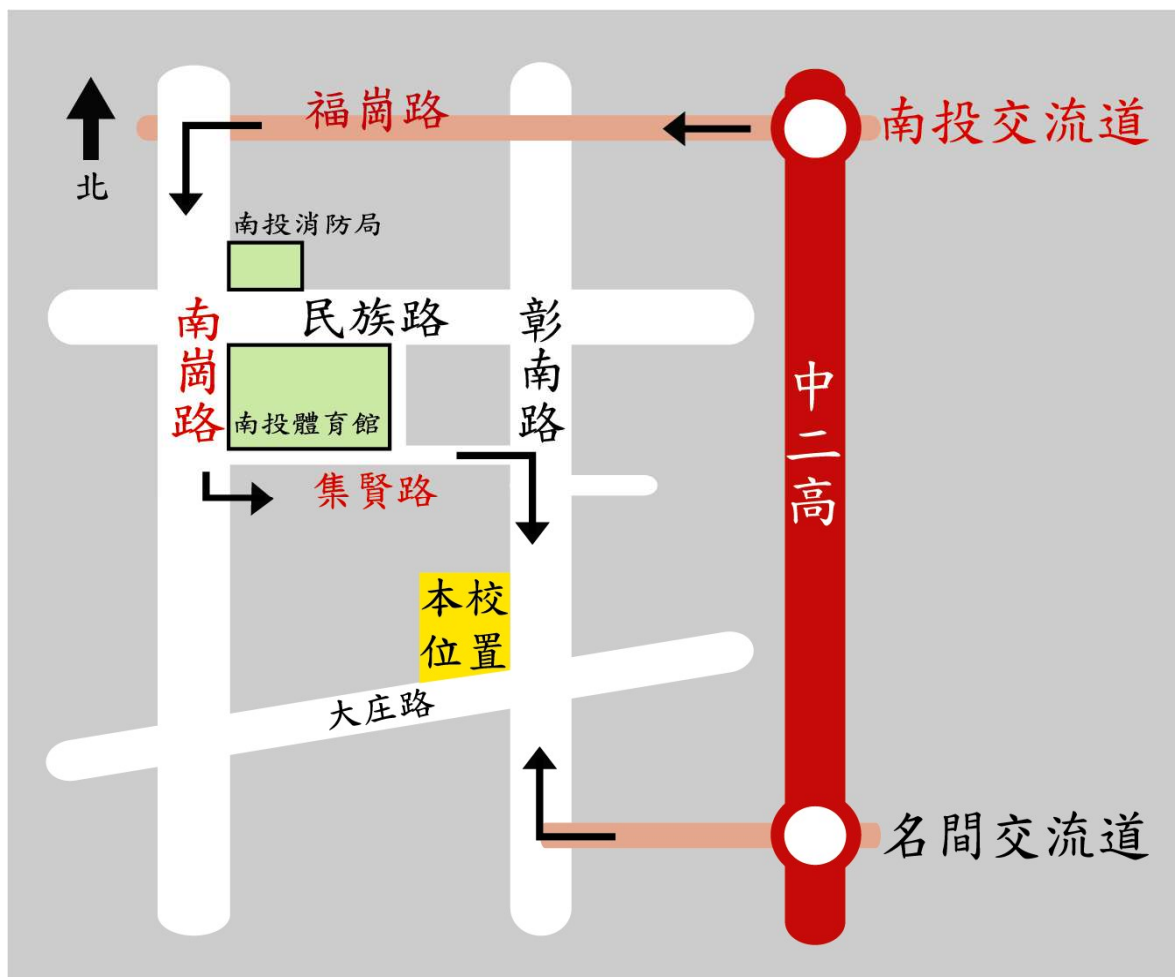 福崗路
南投交流道
北
南投消防局
南崗路
民族路
彰南路
中二高
南投體育館
集賢路
本校
位置
大庄路
名間交流道